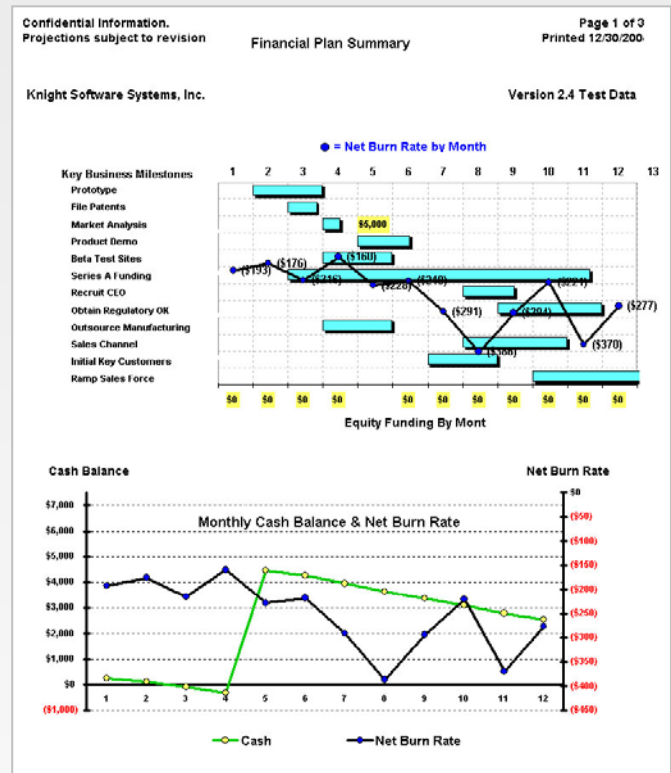 Confidential Information.
Page 1 of 3
Projections subject to revision
Printed 12/30/200
Financial Plan Summary
Knight Software Systems, Inc.
Version 2.4 Test Data
= Net Burn Rate by Month
Key Business Milestones 1 2 3 4 5 6 7 8 9 10 11 12 13
Prototype
File Patents
Market Analysis
$5,000
Product Demo
Beta Test Sites
($176)
($160)
Series A Funding
($193)
($228)
($221)
Recruit CEO
Obtain Regulatory OK
($291)
($277)
Outsource Manufacturing
Sales Channel
($370)
Initial Key Customers
Ramp Sales Force
$0 $0 $0 $0 $0 $0 $0 $0 $0 $0 $0
Equity Funding By Mont
Cash Balance
Net Burn Rate
Monthly Cash Balance & Net Burn Rate
$7,000
$6,000
$5,000
$4,000
$3,000
$2,000
$1,000
$0
($1,000)
$0
($50)
($100)
($150)
($200)
($250)
($300)
($350)
($400)
($450)
1 2 3 4 5 6 7 8 9 10 11 12
Cash
Net Burn Rate